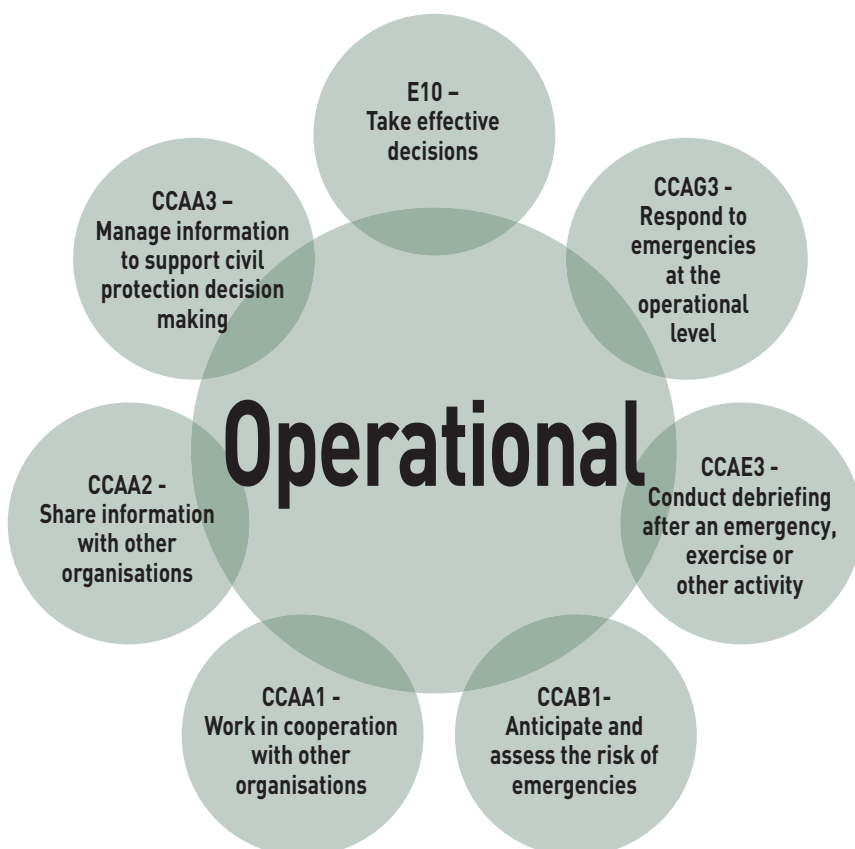 E10 –
Take effective
decisions
CCAG3 -
Respond to
emergencies
at the
operational
level
CCAE3 -
Conduct debriefing
after an emergency,
exercise or
other activity
CCAB1-
Anticipate and
assess the risk of
emergencies
CCAA1 -
Work in cooperation
with other
organisations
CCAA2 -
Share information
with other
organisations
CCAA3 –
Manage information
to support civil
protection decision
making
Operational